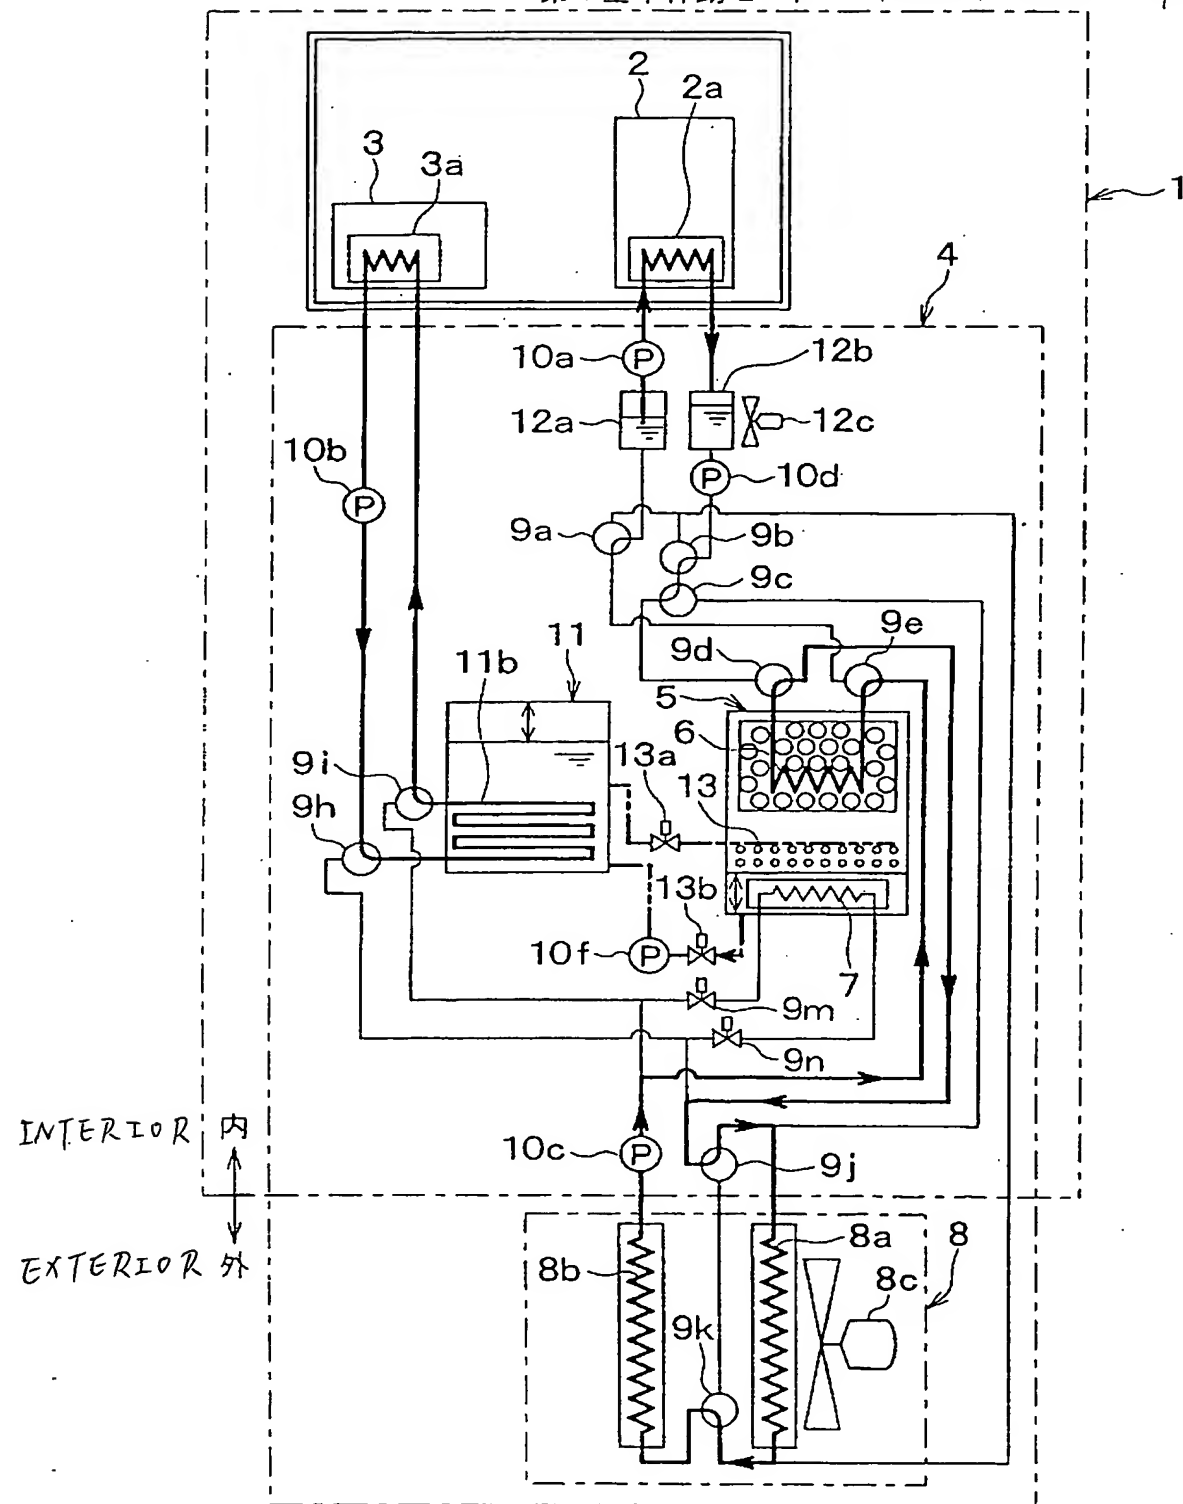 2
2a
3
3a
1
4
10a
P
12b
12a
12c
10b
P
P
10d
9a
9b
9c
9e
9d
11
11b
5
6
13a
9i
13
9h
13b
10f
P
7
9m
9n
INTERIOR 内
10c
P
9j
EXTERIOR 外
8b
8a
8
8c
9k